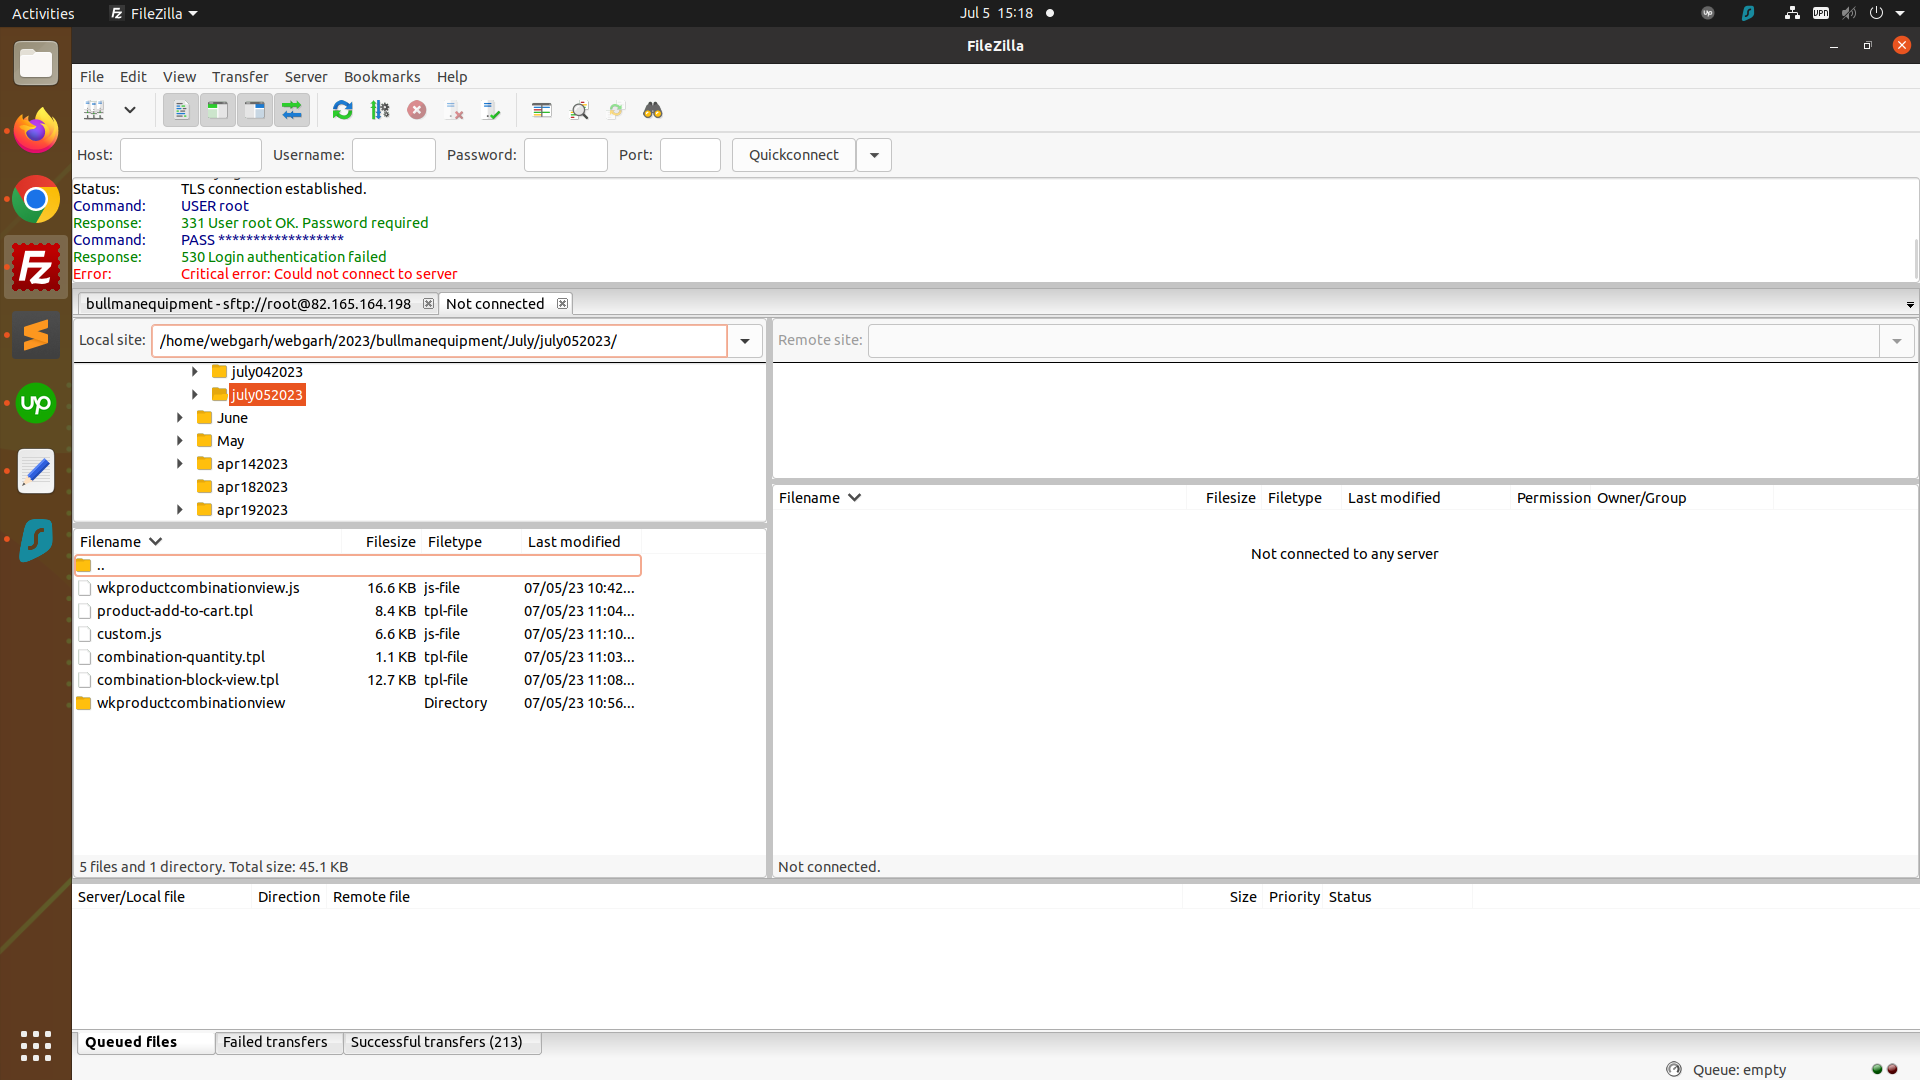 Activities FileZilla Jul 5 15:18
FileZilla
File Edit View Transfer Server Bookmarks Help
Host: Username: Password: Port: Quickconnect
Status: TLS connection established.
Command: USER root
Response: 331 User root OK. Password required
Command: PASS ******************
Response: 530 Login authentication failed
Error: Critical error: Could not connect to server
bullmanequipment - sftp://root@82.165.164.198 Not connected
Local site: /home/webgarh/webgarh/2023/bullmanequipment/July/july052023/
Remote site:
july042023
july052023
June
May
apr142023
apr182023
apr192023
Filename Filesize Filetype Last modified
..
wkproductcombinationview.js 16.6 KB js-file 07/05/23 10:42...
product-add-to-cart.tpl 8.4 KB tpl-file 07/05/23 11:04...
custom.js 6.6 KB js-file 07/05/23 11:10...
combination-quantity.tpl 1.1 KB tpl-file 07/05/23 11:03...
combination-block-view.tpl 12.7 KB tpl-file 07/05/23 11:08...
wkproductcombinationview Directory 07/05/23 10:56...
5 files and 1 directory. Total size: 45.1 KB
Filename Filesize Filetype Last modified Permission Owner/Group
Not connected to any server
Not connected.
Server/Local file Direction Remote file Size Priority Status
Queued files Failed transfers Successful transfers (213)
Queue: empty